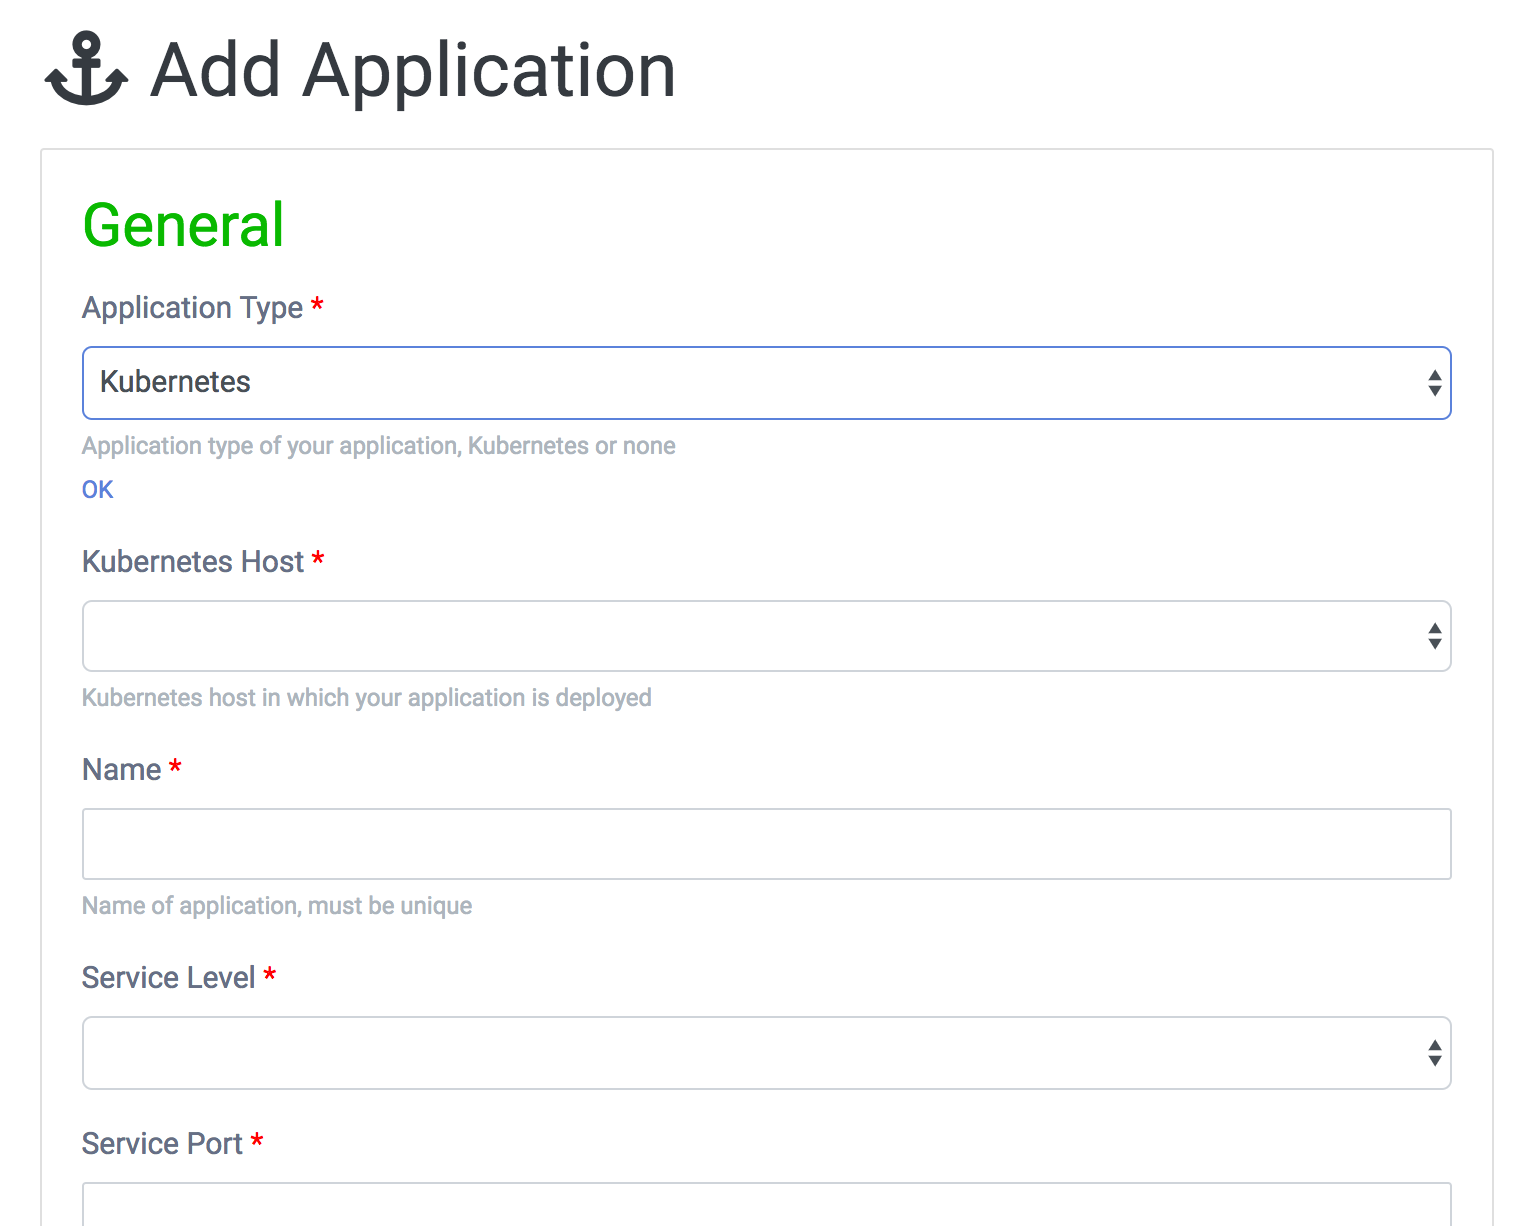 Add Application
General
Application Type *
Kubernetes
Application type of your application, Kubernetes or none
OK
Kubernetes Host *
Kubernetes host in which your application is deployed
Name *
Name of application, must be unique
Service Level *
Service Port *